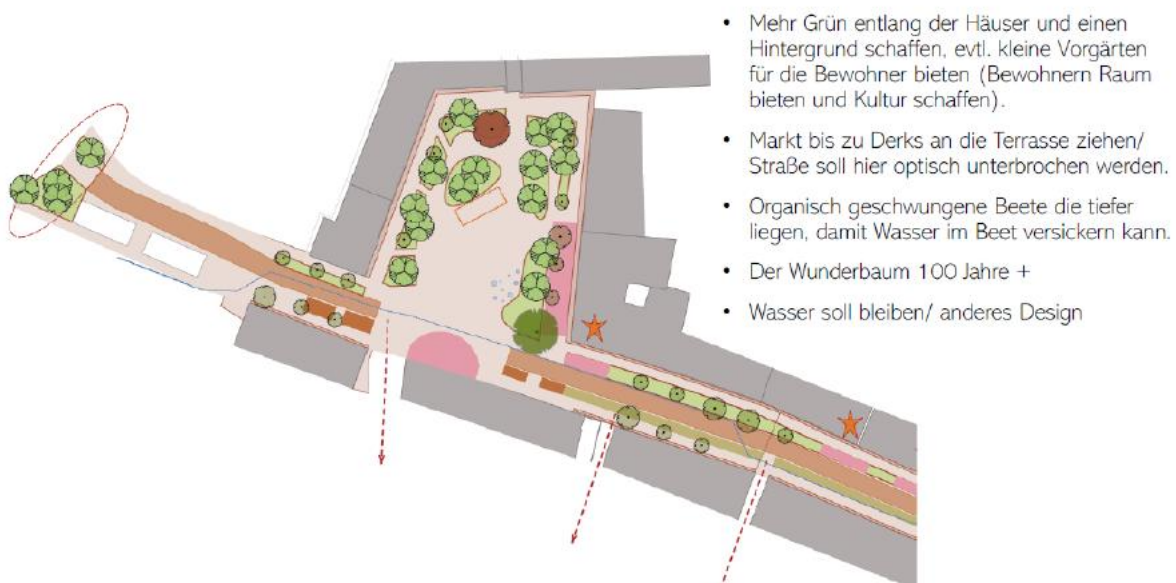 • Mehr Grün entlang der Häuser und einen
Hintergrund schaffen, evtl. kleine Vorgärten
für die Bewohner bieten (Bewohnern Raum
bieten und Kultur schaffen).
• Markt bis zu Derks an die Terrasse ziehen/
Straße soll hier optisch unterbrochen werden.
• Organisch geschwungene Beete die tiefer
liegen, damit Wasser im Beet versickern kann.
• Der Wunderbaum 100 Jahre +
• Wasser soll bleiben/ anderes Design